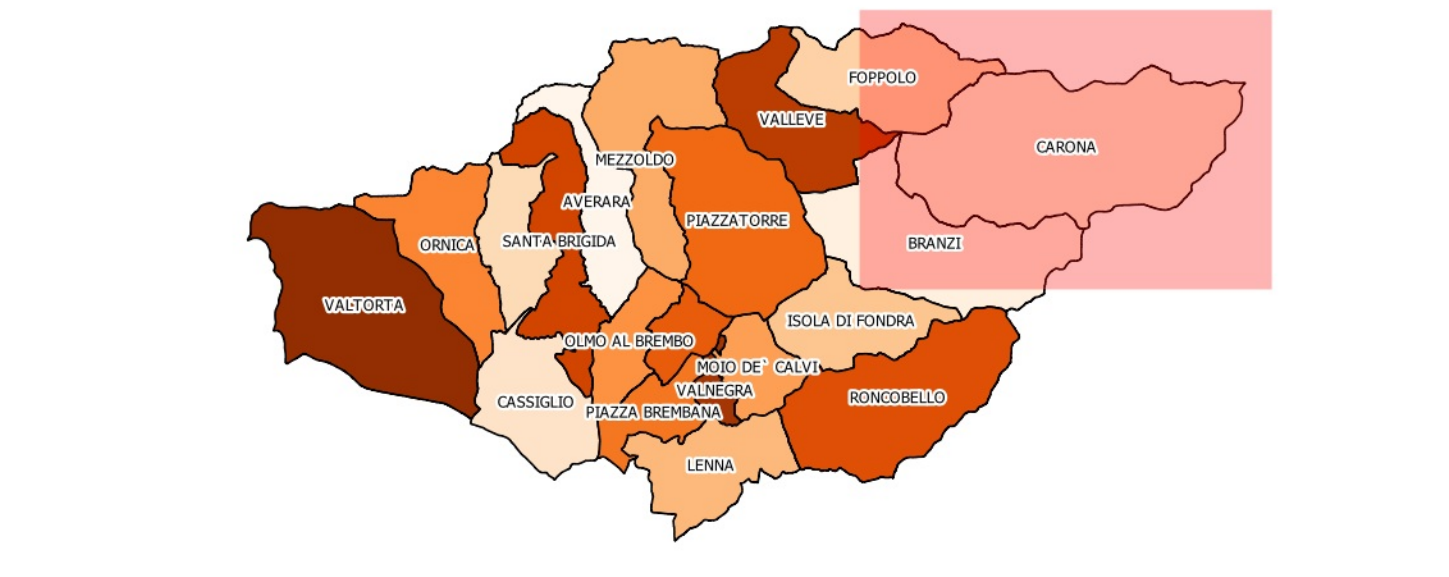 FOPPOLO
VALLEVE
CARONA
MEZZOLDO
AVERARA
PIAZZATORRE
ORNICA
SANTA BRIGIDA
BRANZI
VALTORTA
ISOLA DI FONDRA
OLMO AL BREMBO
MOIO DE` CALVI
VALNEGRA
RONCOBELLO
CASSIGLIO
PIAZZA BREMBANA
LENNA